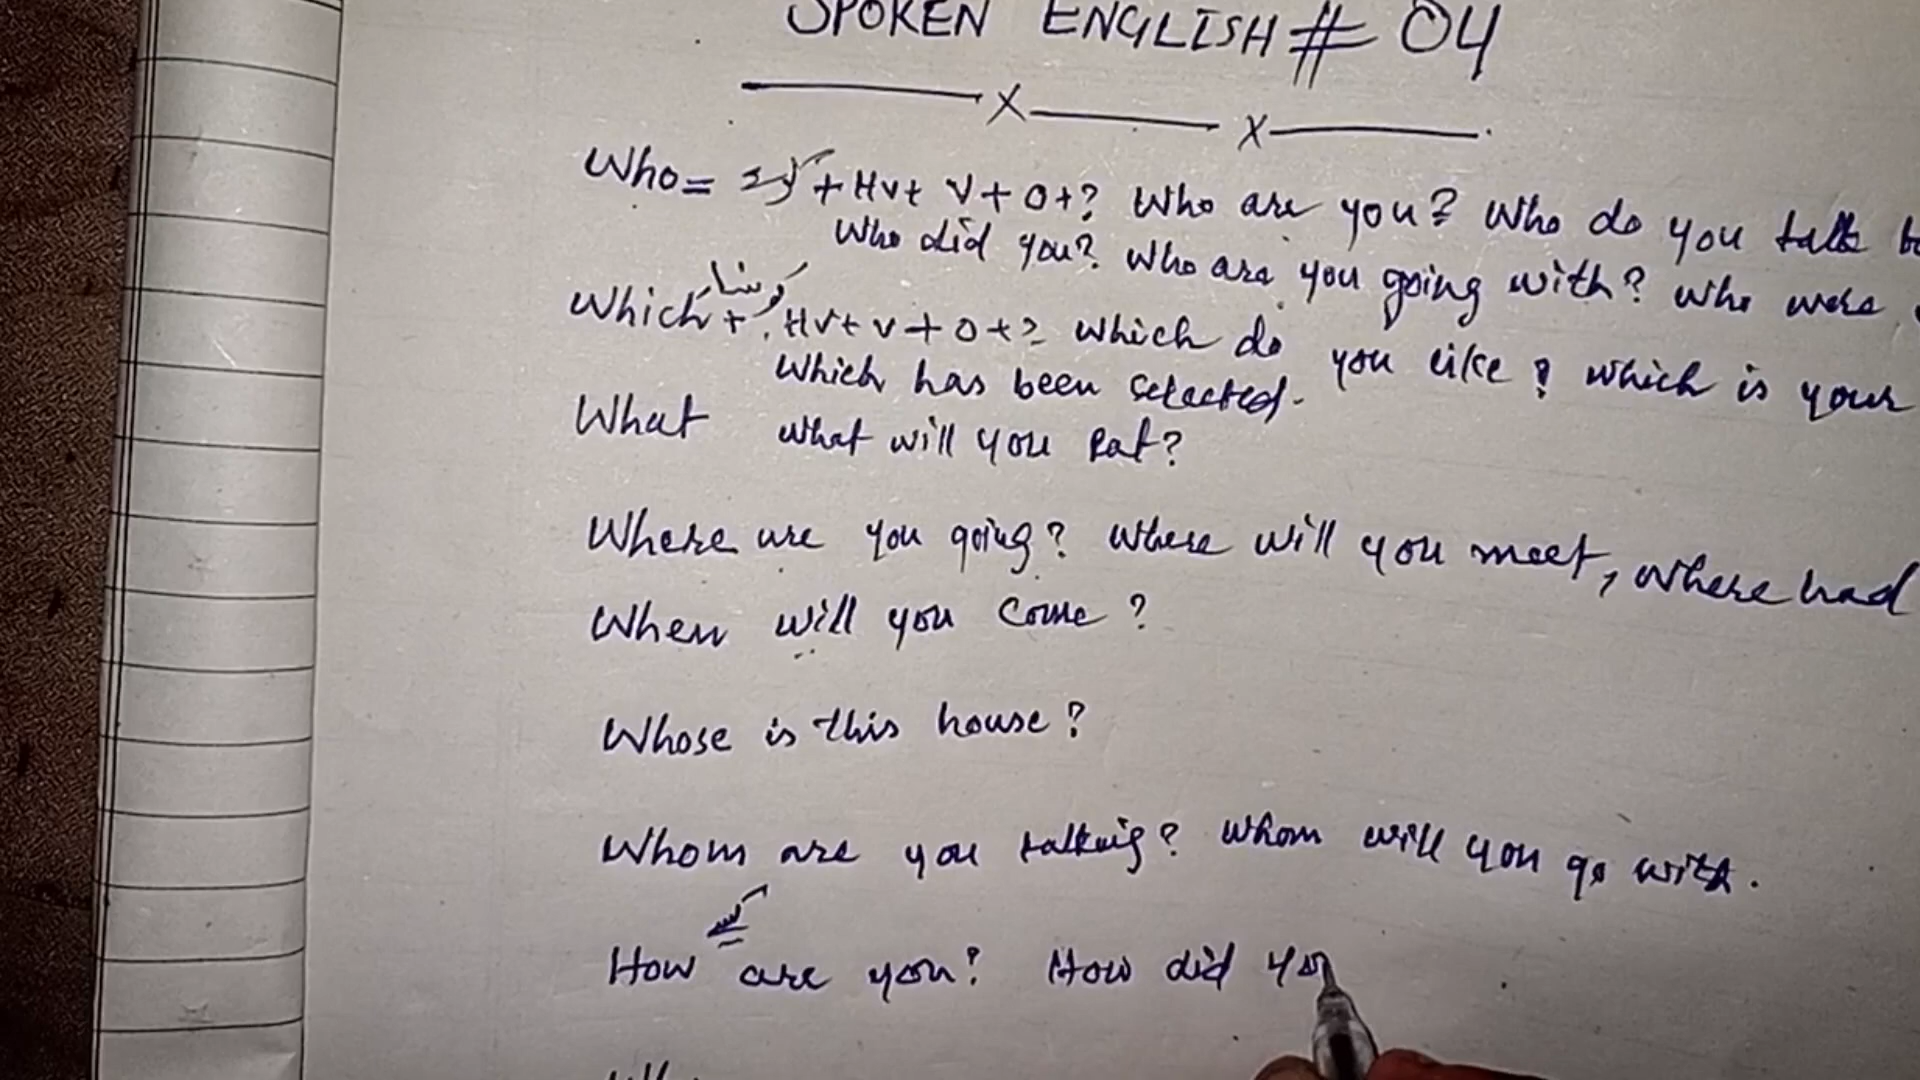 SPOKEN ENGLISH # 04
Who = + Hv + V + O + ? Who are you? Who do you talk
Who did you? Who are you going with? Who were
Which + کونسا Hv + v + o + ? Which do you like? which is your
Which has been selected.
What what will you Eat?
Where are you going? Where will you meet, Where had
When will you Come?
Whose is this house?
Whom are you talking? Whom will you go with.
کیسے
How are you? How did you